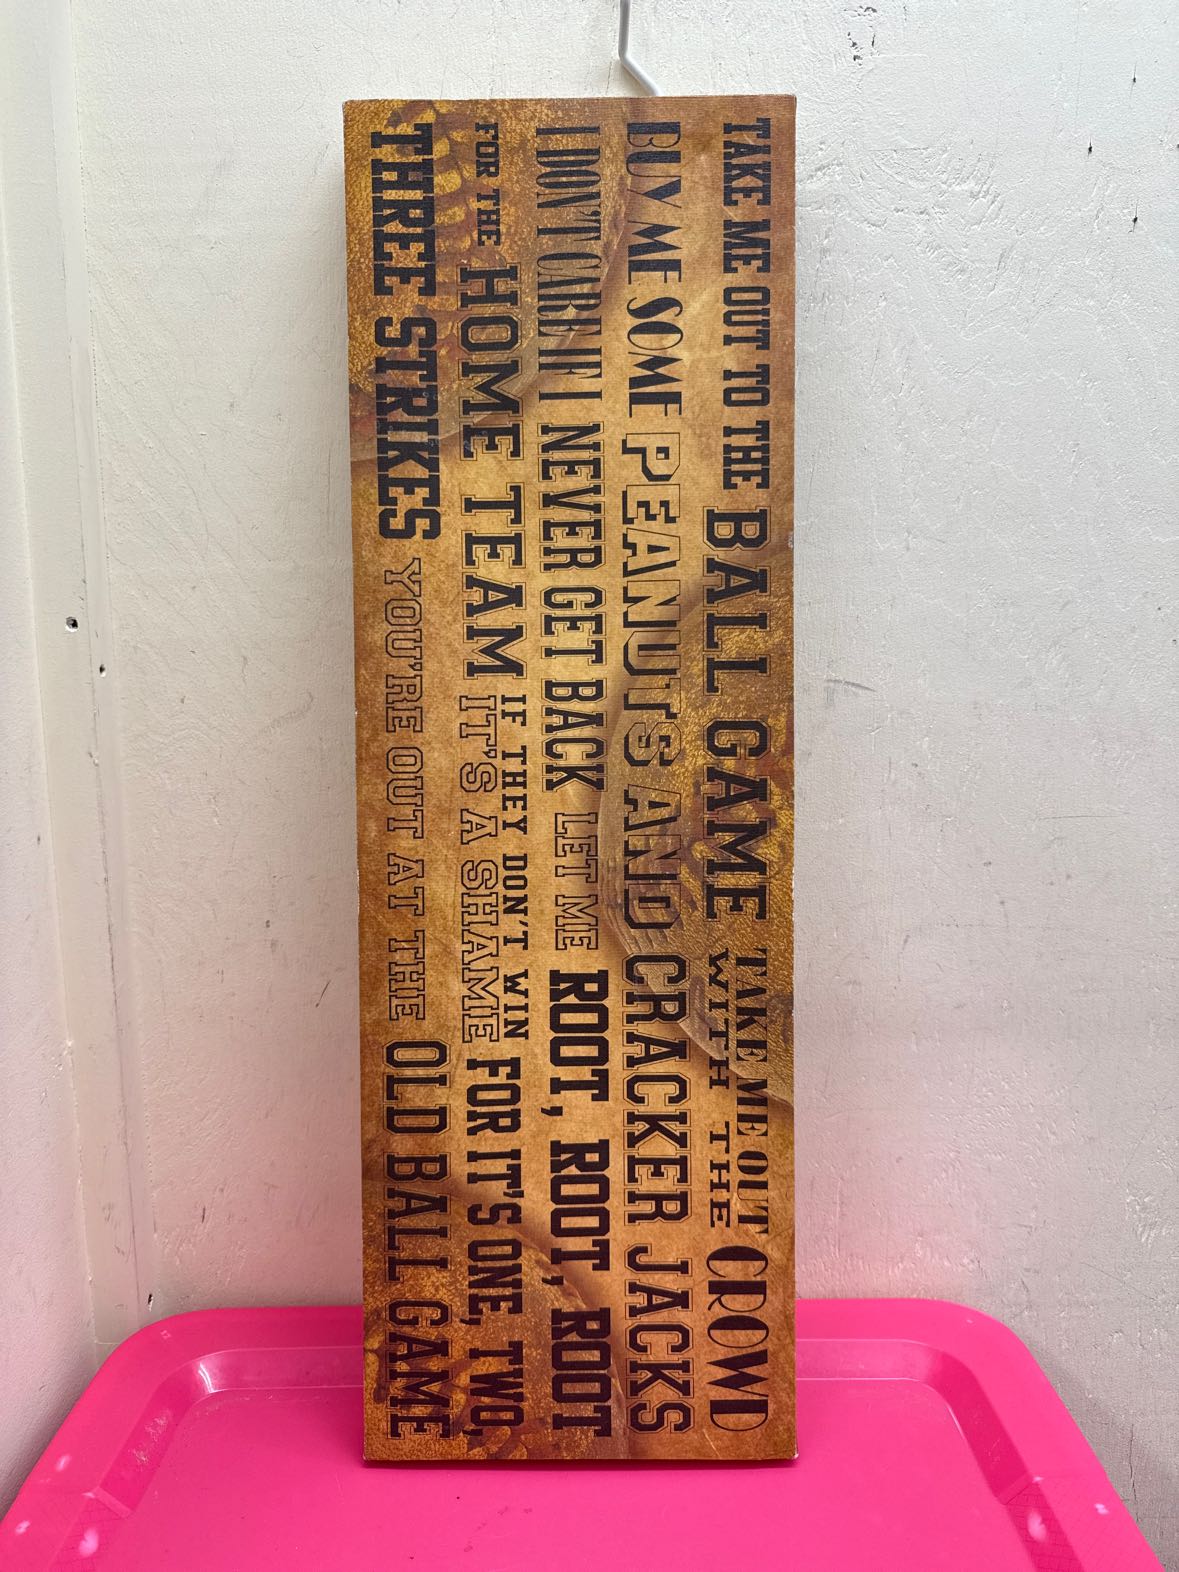 TAKE ME OUT TO THE BALL GAME TAKE ME OUT WITH THE CROWD
BUY ME SOME PEANUTS AND CRACKER JACKS
I DON'T CARE IF I NEVER GET BACK LET ME ROOT, ROOT, ROOT
FOR THE HOME TEAM IF THEY DON'T WIN IT'S A SHAME FOR IT'S ONE, TWO,
THREE STRIKES YOU'RE OUT AT THE OLD BALL GAME